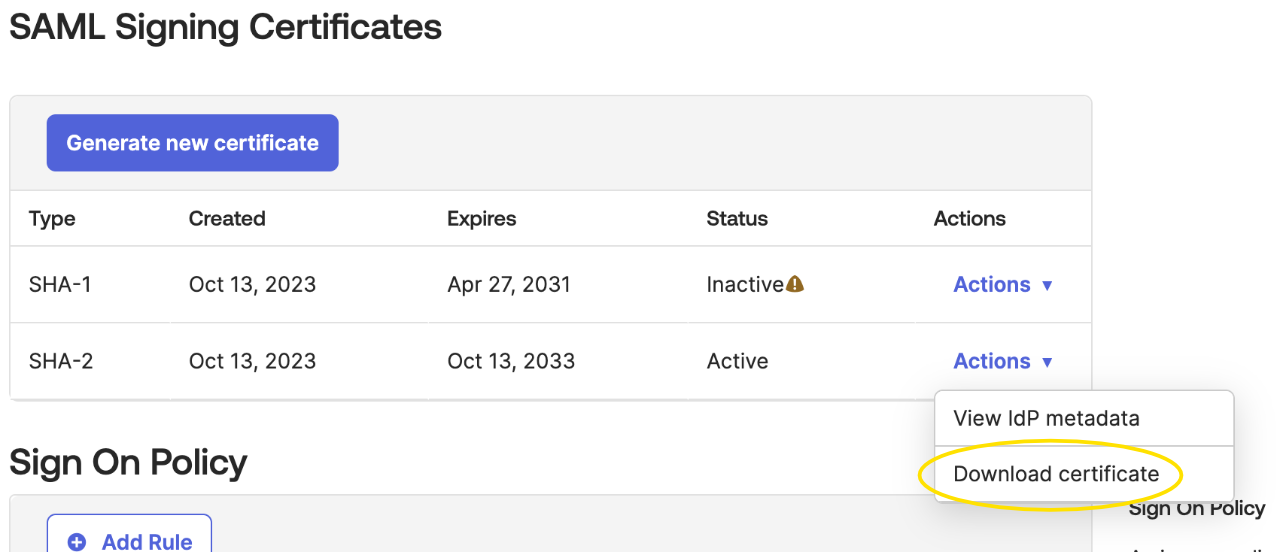 SAML Signing Certificates
Generate new certificate
Type Created Expires Status Actions
SHA-1 Oct 13, 2023 Apr 27, 2031 Inactive Actions ▼
SHA-2 Oct 13, 2023 Oct 13, 2033 Active Actions ▼
View IdP metadata
Sign On Policy
Download certificate
Sign On Policy
Add Rule